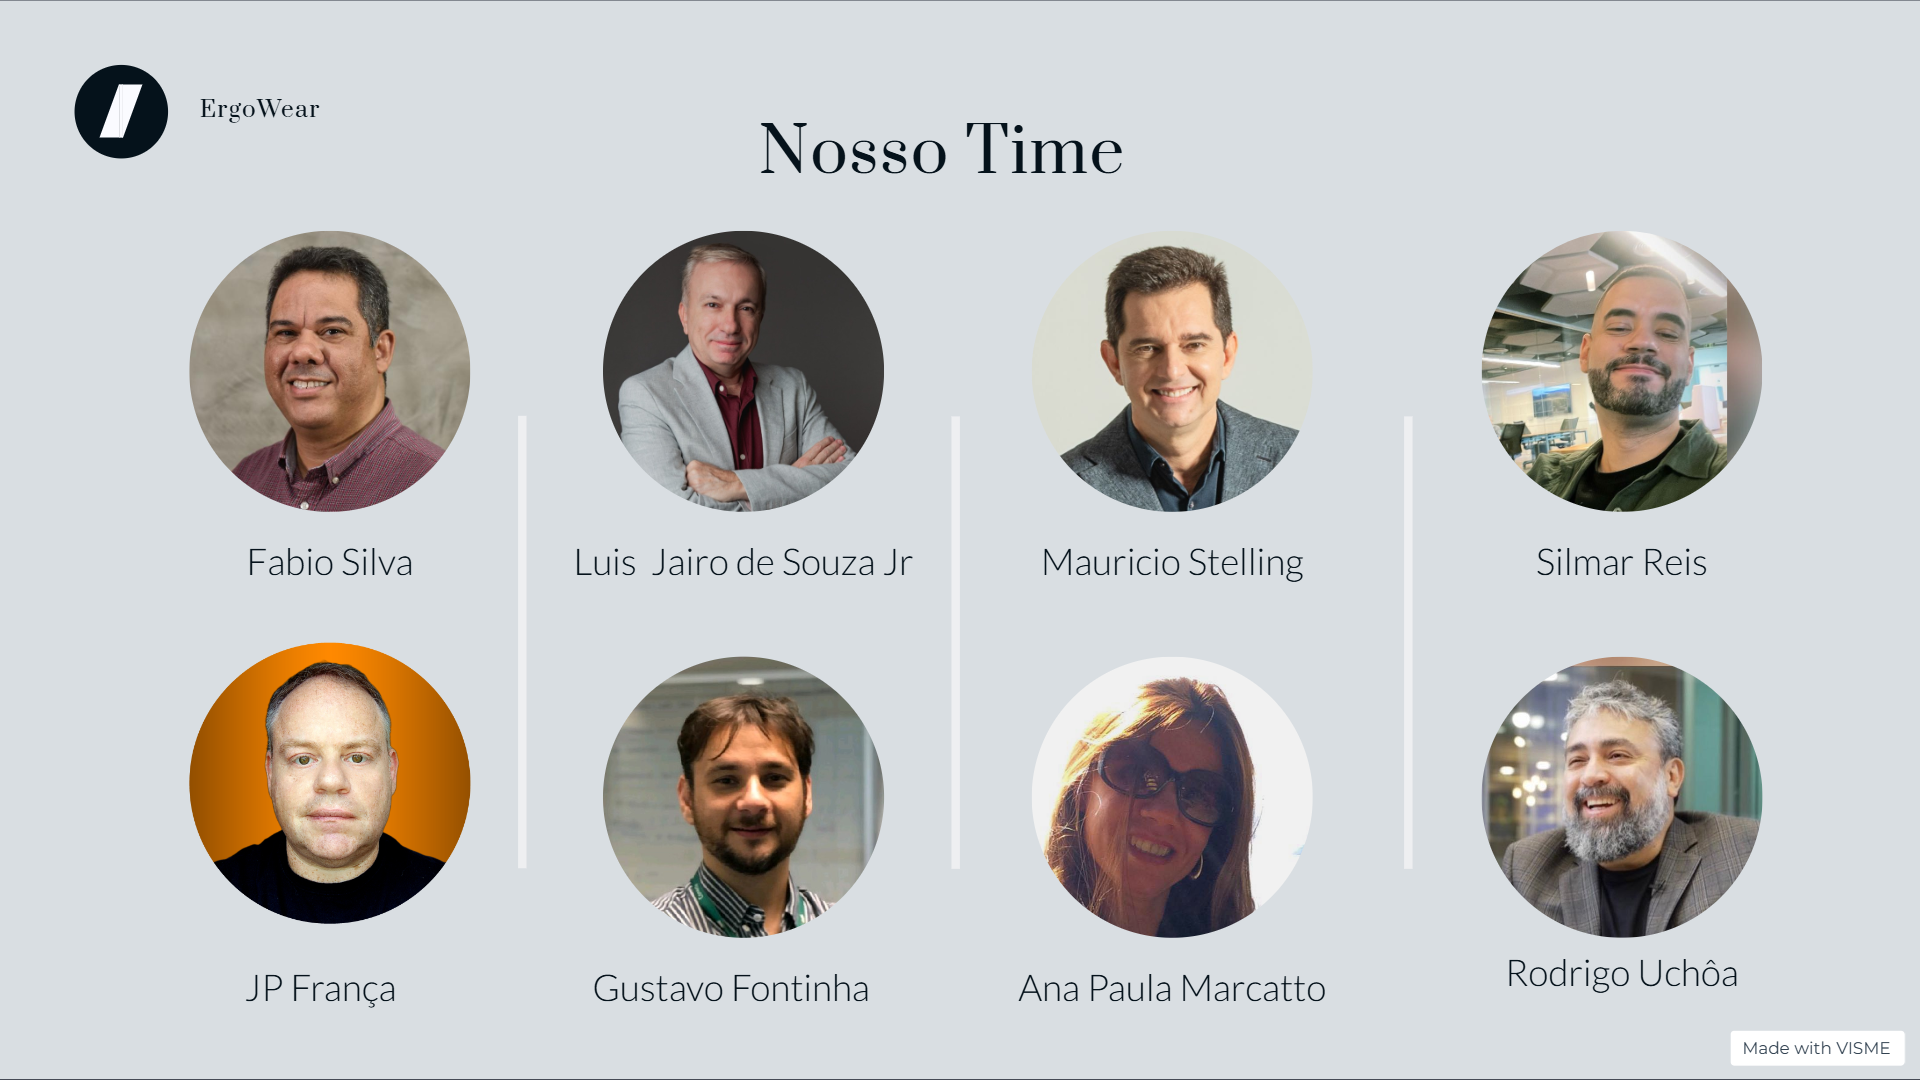 ErgoWear
Nosso Time
Fabio Silva
Luis  Jairo de Souza Jr
Mauricio Stelling
Silmar Reis
JP França
Gustavo Fontinha
Ana Paula Marcatto
Rodrigo Uchôa
Made with VISME